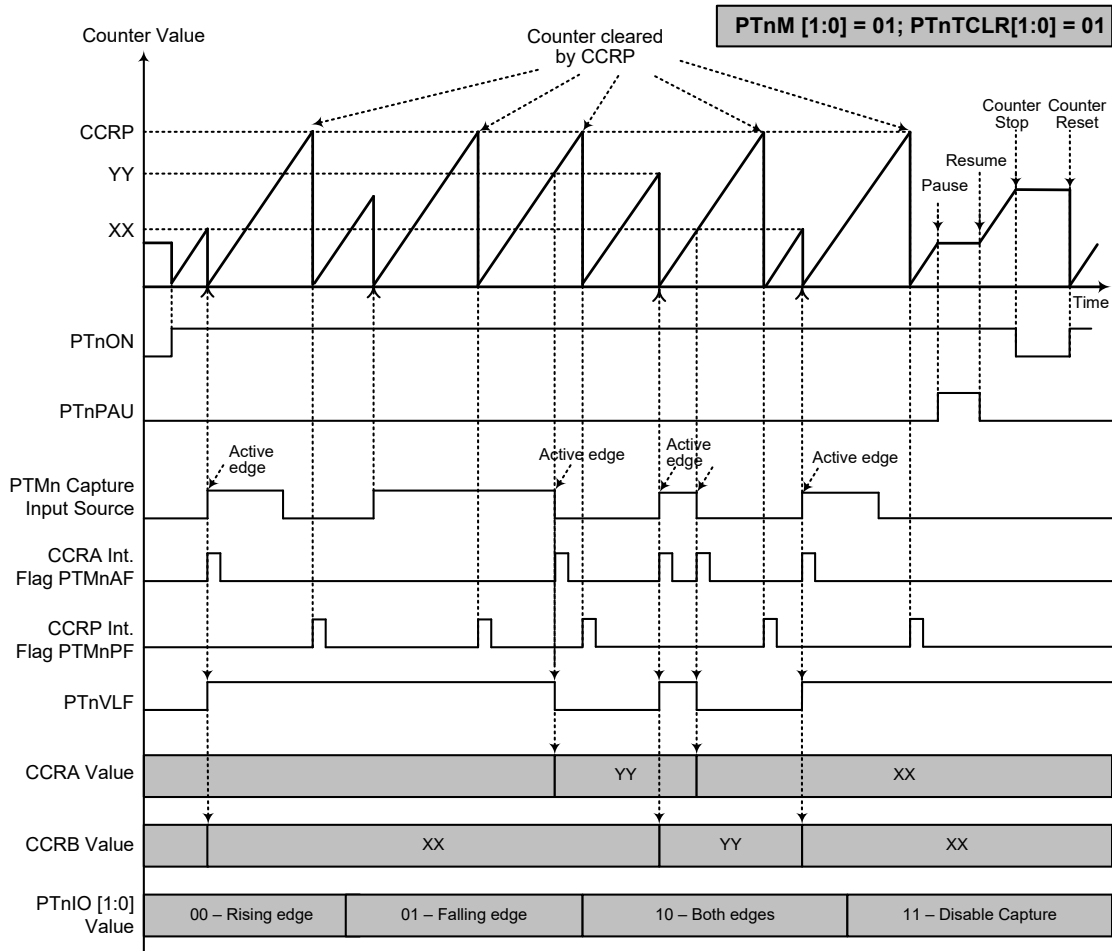 PTnM [1:0] = 01; PTnTCLR[1:0] = 01
Counter Value
Counter cleared
by CCRP
Counter
Stop
Counter
Reset
CCRP
YY
Resume
Pause
XX
Time
PTnON
PTnPAU
Active
edge
Active edge
Active
edge
Active edge
PTMn Capture
Input Source
CCRA Int.
Flag PTMnAF
CCRP Int.
Flag PTMnPF
PTnVLF
CCRA Value
YY
XX
CCRB Value
XX
YY
XX
PTnIO [1:0]
Value
00 – Rising edge
01 – Falling edge
10 – Both edges
11 – Disable Capture